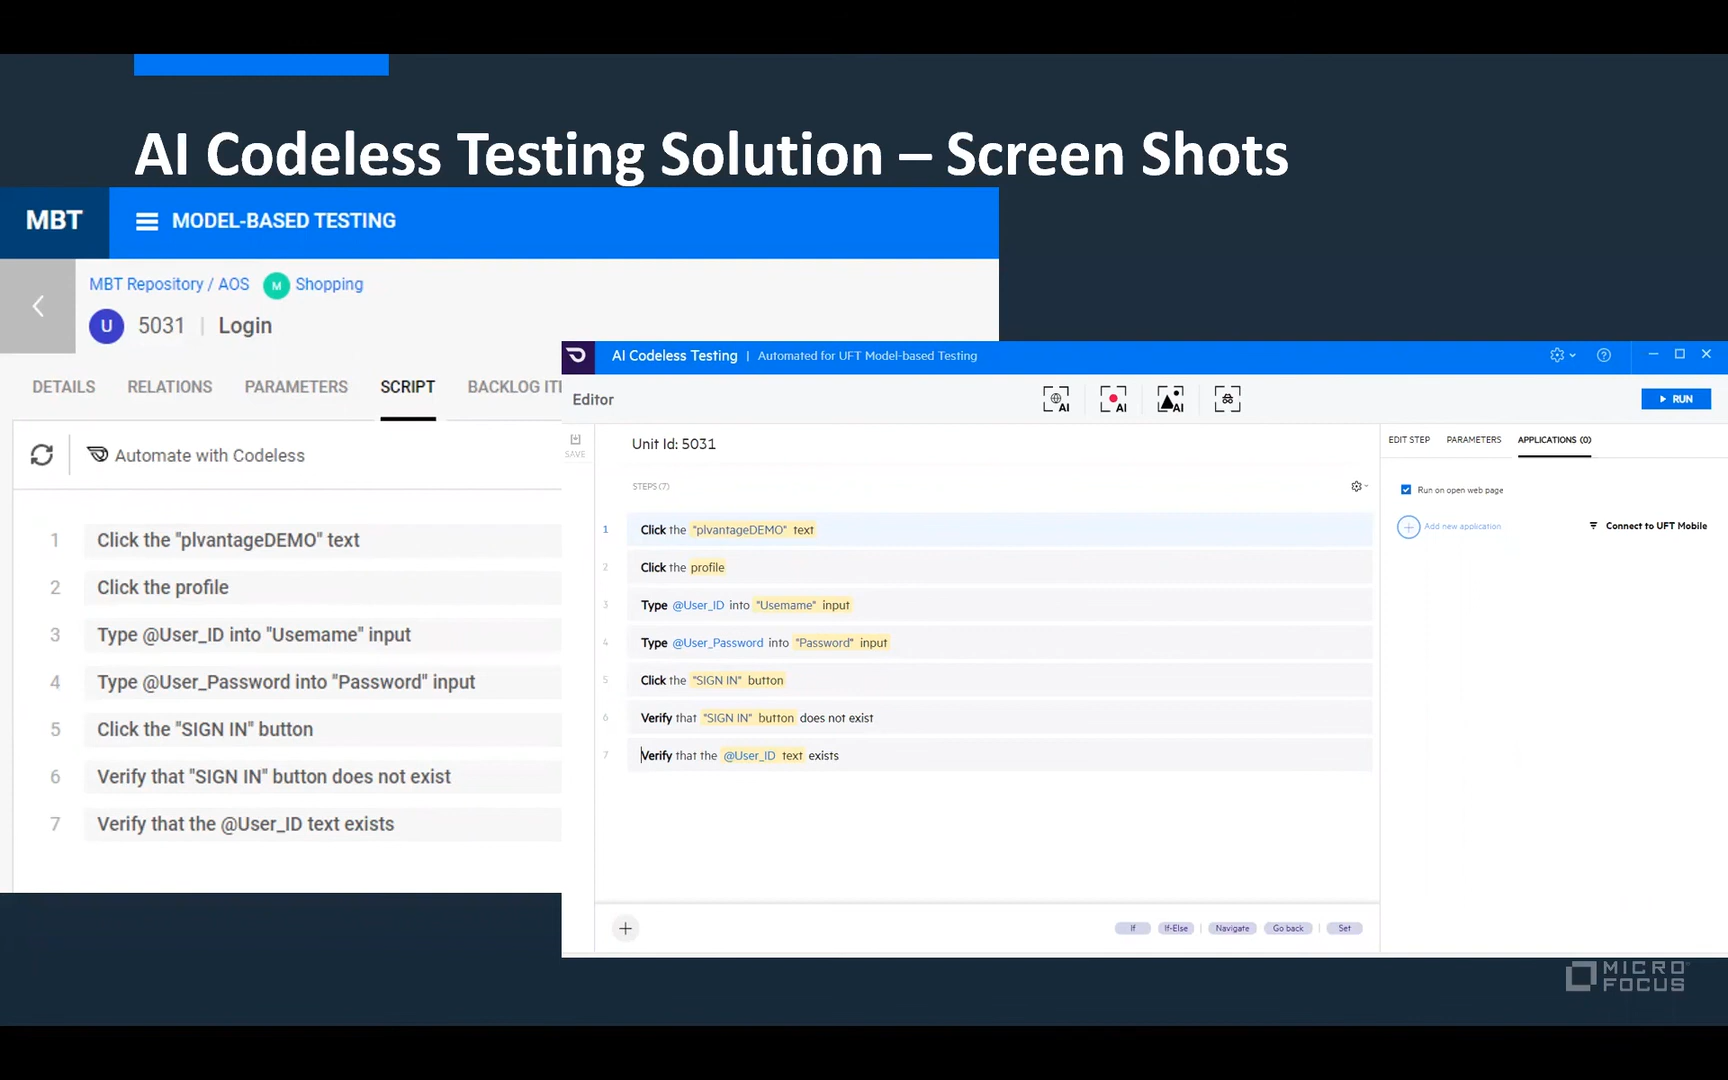 AI Codeless Testing Solution – Screen Shots
MBT
MODEL-BASED TESTING
MBT Repository / AOS M Shopping
U 5031 | Login
DETAILS RELATIONS PARAMETERS SCRIPT BACKLOG ITE
Automate with Codeless
1 Click the "plvantageDEMO" text
2 Click the profile
3 Type @User_ID into "Usemame" input
4 Type @User_Password into "Password" input
5 Click the "SIGN IN" button
6 Verify that "SIGN IN" button does not exist
7 Verify that the @User_ID text exists
AI Codeless Testing | Automated for UFT Model-based Testing
Editor
AI AI AI
RUN
SAVE
Unit Id: 5031
STEPS (7)
1 Click the "plvantageDEMO" text
2 Click the profile
3 Type @User_ID into "Usemame" input
4 Type @User_Password into "Password" input
5 Click the "SIGN IN" button
6 Verify that "SIGN IN" button does not exist
7 Verify that the @User_ID text exists
If If-Else | Navigate Go back | Set
EDIT STEP PARAMETERS APPLICATIONS (0)
Run on open web page
Add new application
Connect to UFT Mobile
MICRO
FOCUS